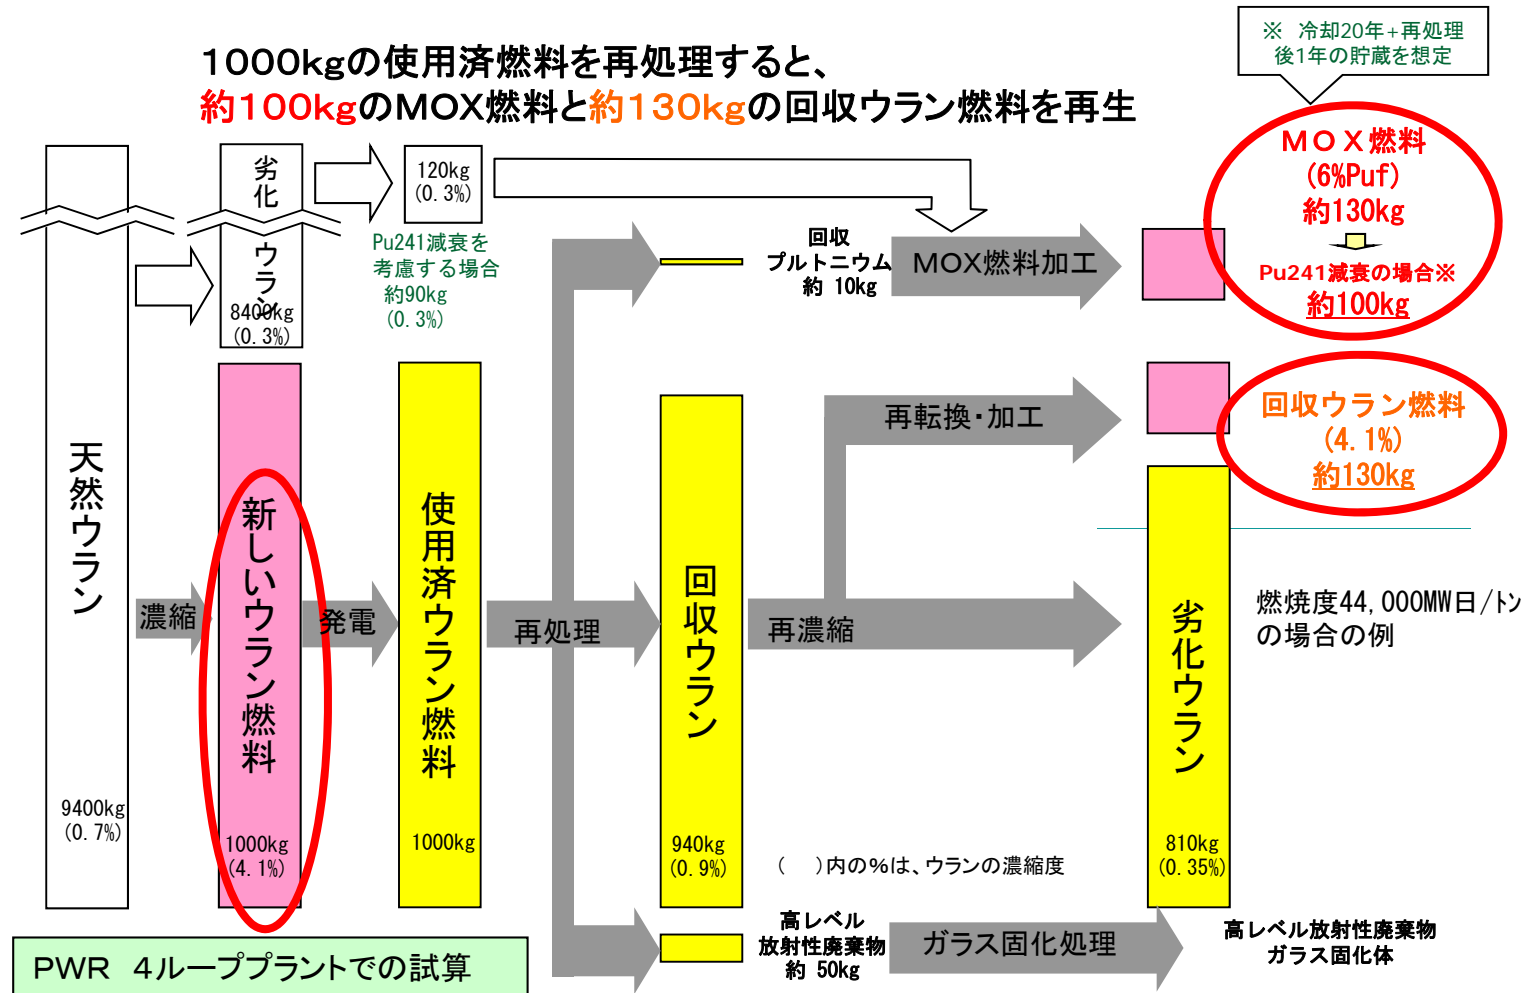 ※ 冷却20年+再処理
後1年の貯蔵を想定
1000kgの使用済燃料を再処理すると、
約100kgのMOX燃料と約130kgの回収ウラン燃料を再生
天然ウラン
9400kg
(0.7%)
濃縮
劣化ウラン
8400kg
(0.3%)
新しいウラン燃料
1000kg
(4.1%)
発電
120kg
(0.3%)
Pu241減衰を
考慮する場合
約90kg
(0.3%)
使用済ウラン燃料
1000kg
再処理
回収
プルトニウム
約 10kg
MOX燃料加工
MOX燃料
(6%Puf)
約130kg
Pu241減衰の場合※
約100kg
回収ウラン
940kg
(0.9%)
再濃縮
再転換・加工
回収ウラン燃料
(4.1%)
約130kg
劣化ウラン
810kg
(0.35%)
燃焼度44,000MW日/トン
の場合の例
( )内の%は、ウランの濃縮度
高レベル
放射性廃棄物
約 50kg
ガラス固化処理
高レベル放射性廃棄物
ガラス固化体
PWR 4ループプラントでの試算